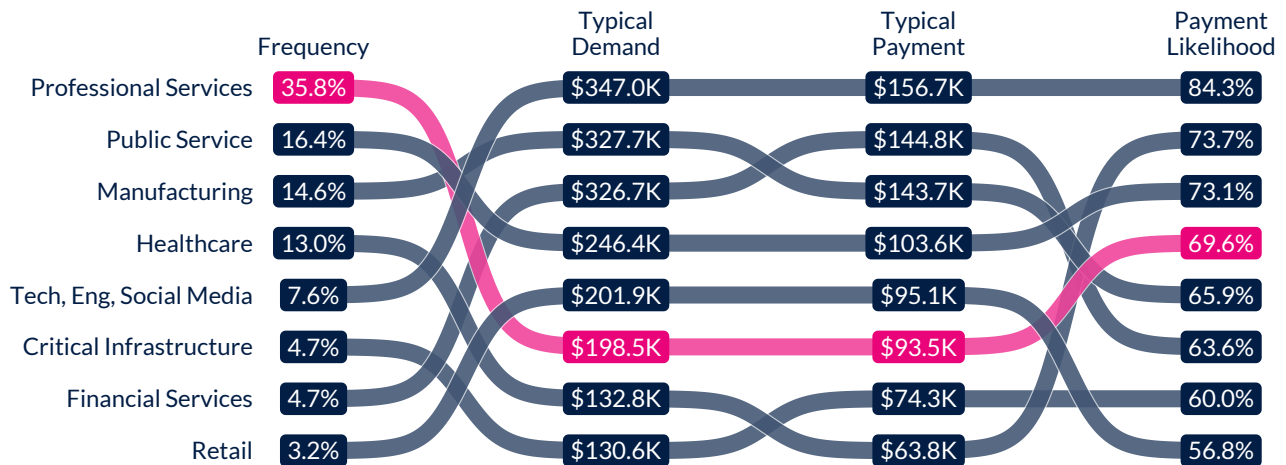 Frequency
Typical
Demand
Typical
Payment
Payment
Likelihood
Professional Services 35.8% $347.0K $156.7K 84.3%
Public Service 16.4% $327.7K $144.8K 73.7%
Manufacturing 14.6% $326.7K $143.7K 73.1%
Healthcare 13.0% $246.4K $103.6K 69.6%
Tech, Eng, Social Media 7.6% $201.9K $95.1K 65.9%
Critical Infrastructure 4.7% $198.5K $93.5K 63.6%
Financial Services 4.7% $132.8K $74.3K 60.0%
Retail 3.2% $130.6K $63.8K 56.8%